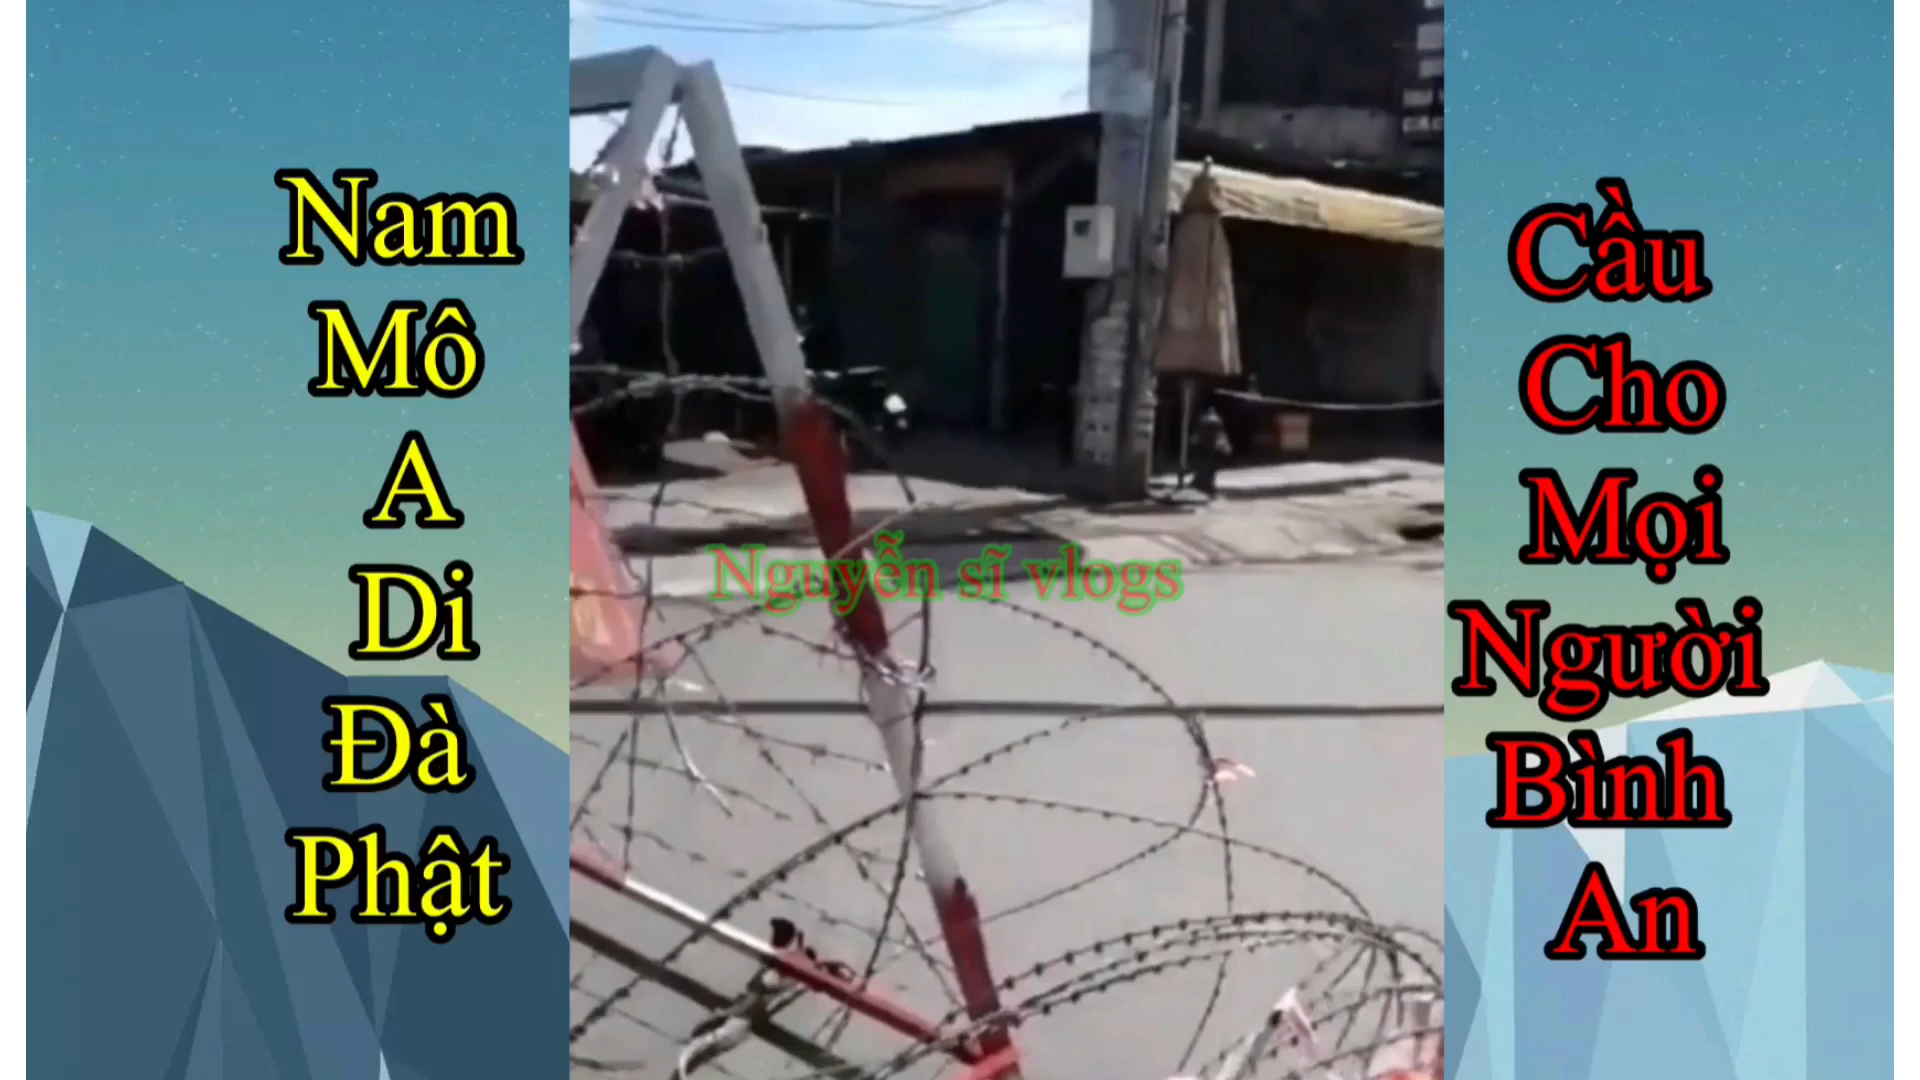 Nam
Mô
A
Di
Đà
Phật
Nguyễn sĩ vlogs
Cầu
Cho
Mọi
Người
Bình
An